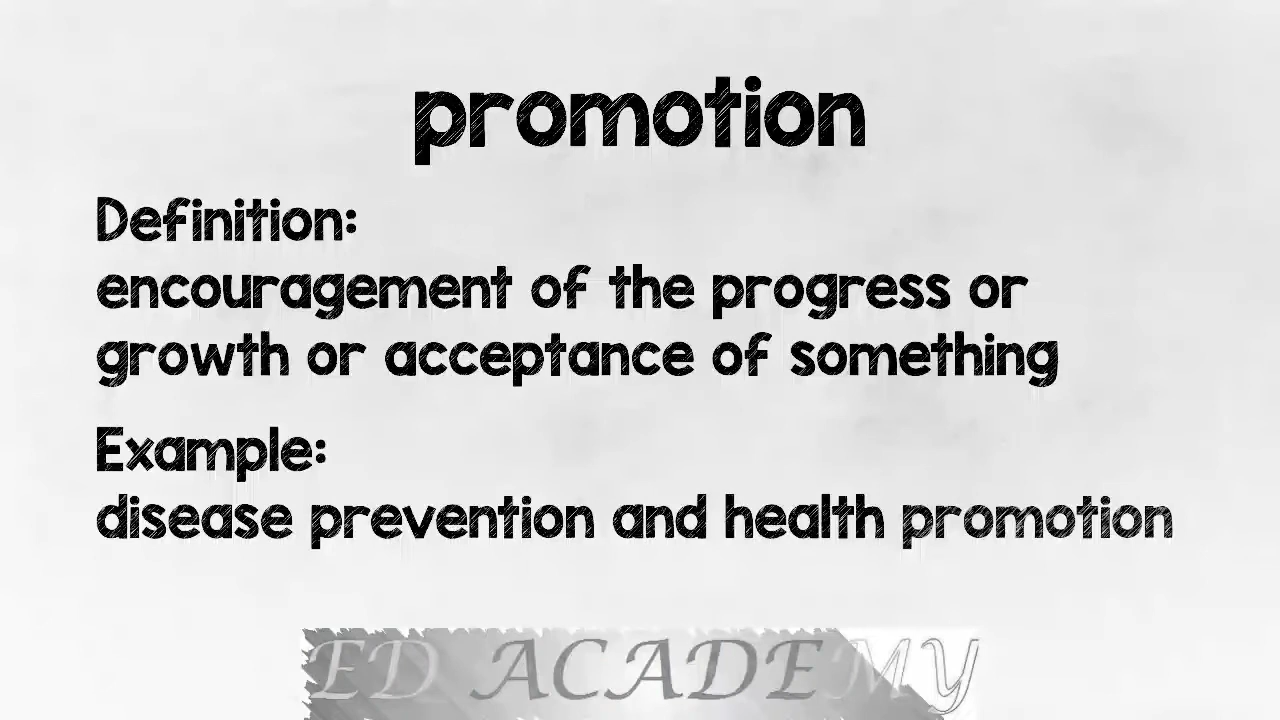 promotion
Definition:
encouragement of the progress or
growth or acceptance of something
Example:
disease prevention and health promotion
ED ACADEMY